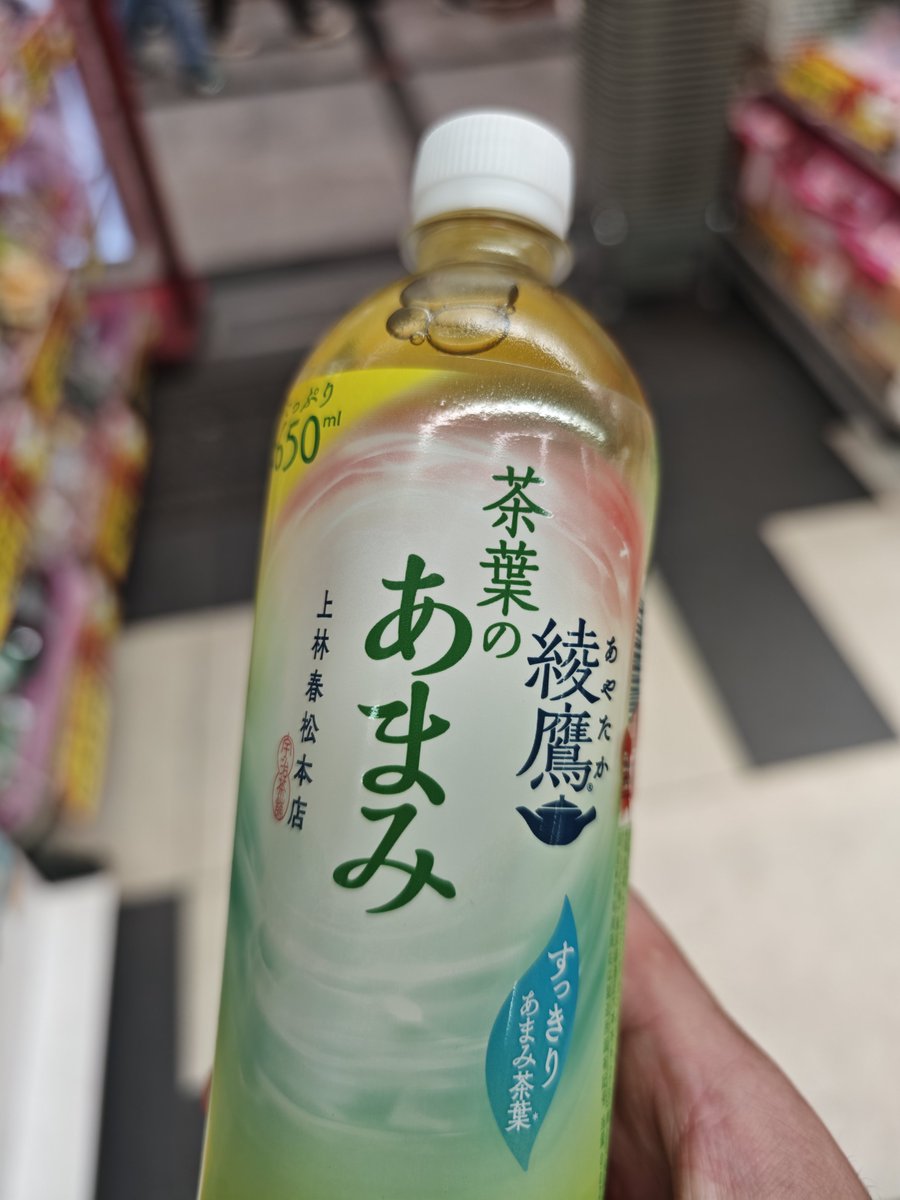 650ml
茶葉の
あまみ
あやたか
綾鷹®
上林春松本店
すっきり
あまみ茶葉*